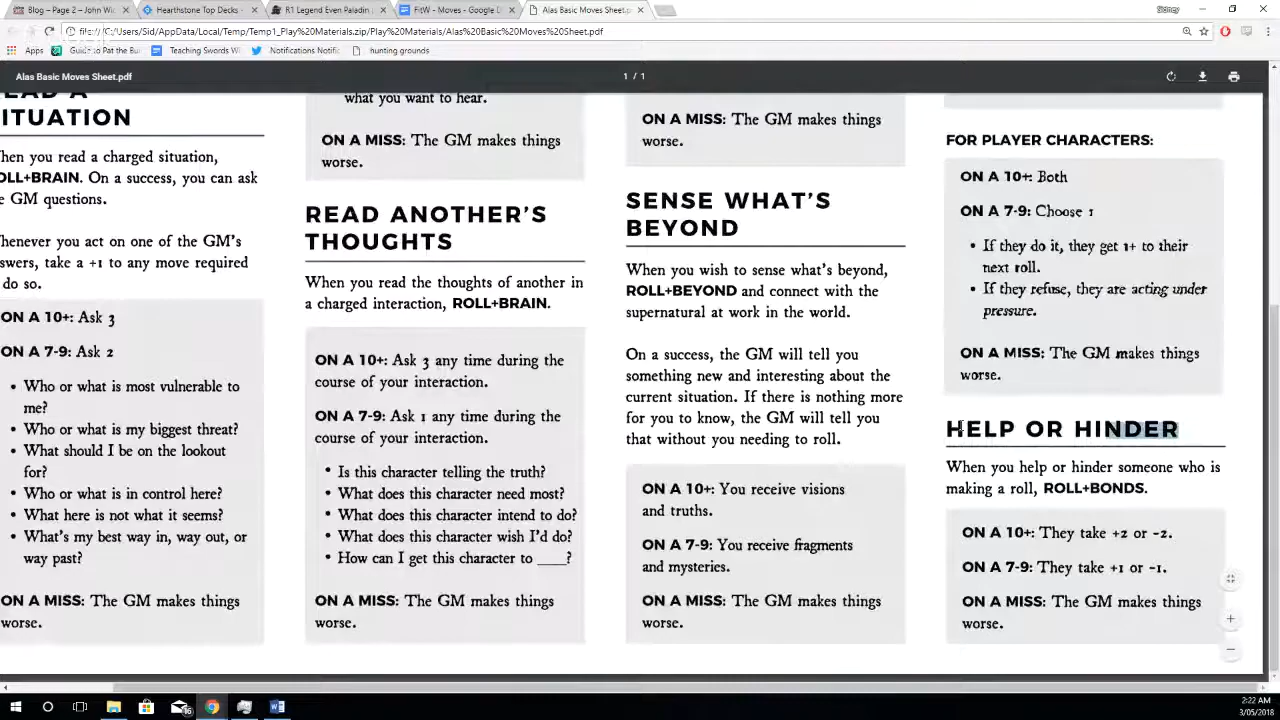 Blog – Page 2 – John Wic
Hearthstone Top Decks -
R1 Legend Even Paladin
FitW - Moves - Google D
Alas Basic Moves Sheet.p
file:///C:/Users/Sid/AppData/Local/Temp/Temp1_Play%20Materials.zip/Play%20Materials/Alas%20Basic%20Moves%20Sheet.pdf
Apps
Guide to Pat the Bu
Teaching Swords Wi
Notifications Notific
hunting grounds
Alas Basic Moves Sheet.pdf
1 / 1
EAD A
ITUATION
hen you read a charged situation,
OLL+BRAIN. On a success, you can ask
e GM questions.
henever you act on one of the GM's
swers, take a +1 to any move required
do so.
ON A 10+: Ask 3
ON A 7-9: Ask 2
• Who or what is most vulnerable to
me?
• Who or what is my biggest threat?
• What should I be on the lookout
for?
• Who or what is in control here?
• What here is not what it seems?
• What's my best way in, way out, or
way past?
ON A MISS: The GM makes things
worse.
what you want to hear.
ON A MISS: The GM makes things
worse.
READ ANOTHER'S
THOUGHTS
When you read the thoughts of another in
a charged interaction, ROLL+BRAIN.
ON A 10+: Ask 3 any time during the
course of your interaction.
ON A 7-9: Ask 1 any time during the
course of your interaction.
• Is this character telling the truth?
• What does this character need most?
• What does this character intend to do?
• What does this character wish I'd do?
• How can I get this character to ____?
ON A MISS: The GM makes things
worse.
ON A MISS: The GM makes things
worse.
SENSE WHAT'S
BEYOND
When you wish to sense what's beyond,
ROLL+BEYOND and connect with the
supernatural at work in the world.
On a success, the GM will tell you
something new and interesting about the
current situation. If there is nothing more
for you to know, the GM will tell you
that without you needing to roll.
ON A 10+: You receive visions
and truths.
ON A 7-9: You receive fragments
and mysteries.
ON A MISS: The GM makes things
worse.
FOR PLAYER CHARACTERS:
ON A 10+: Both
ON A 7-9: Choose 1
• If they do it, they get 1+ to their
next roll.
• If they refuse, they are acting under
pressure.
ON A MISS: The GM makes things
worse.
HELP OR HINDER
When you help or hinder someone who is
making a roll, ROLL+BONDS.
ON A 10+: They take +2 or -2.
ON A 7-9: They take +1 or -1.
ON A MISS: The GM makes things
worse.
2:22 AM
3/05/2018